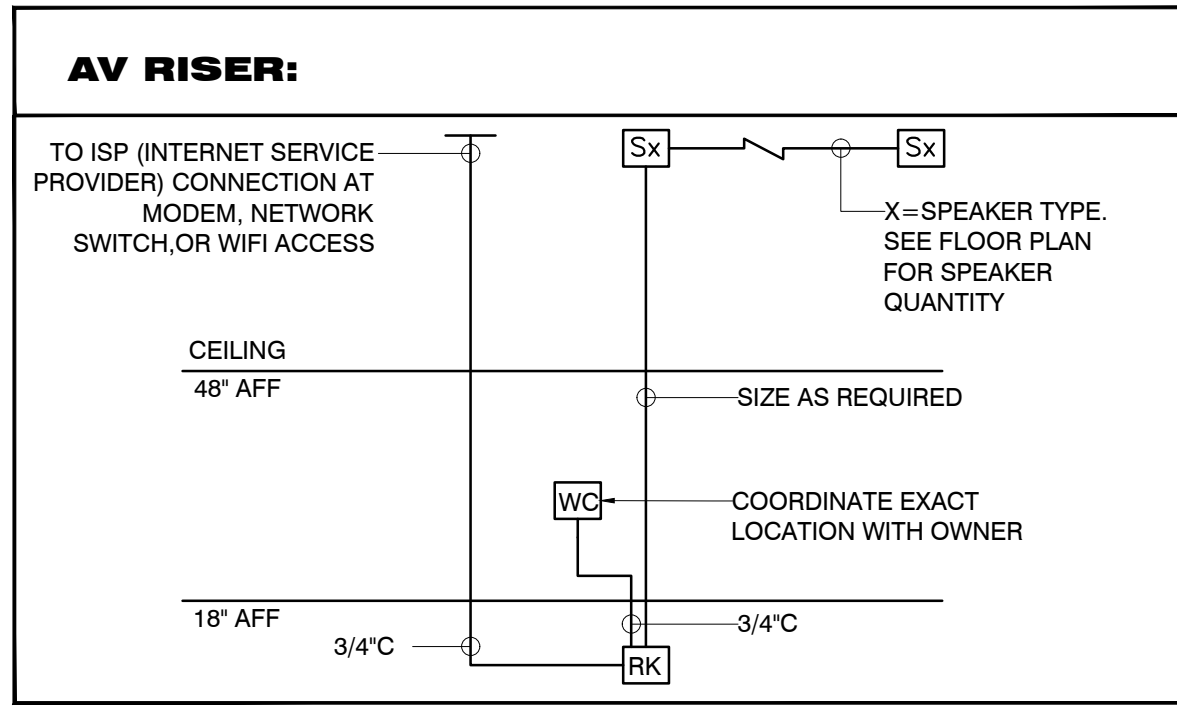 AV RISER:
TO ISP (INTERNET SERVICE
PROVIDER) CONNECTION AT
MODEM, NETWORK
SWITCH,OR WIFI ACCESS
Sx
Sx
X=SPEAKER TYPE.
SEE FLOOR PLAN
FOR SPEAKER
QUANTITY
CEILING
48" AFF
SIZE AS REQUIRED
WC
COORDINATE EXACT
LOCATION WITH OWNER
18" AFF
3/4"C
3/4"C
RK